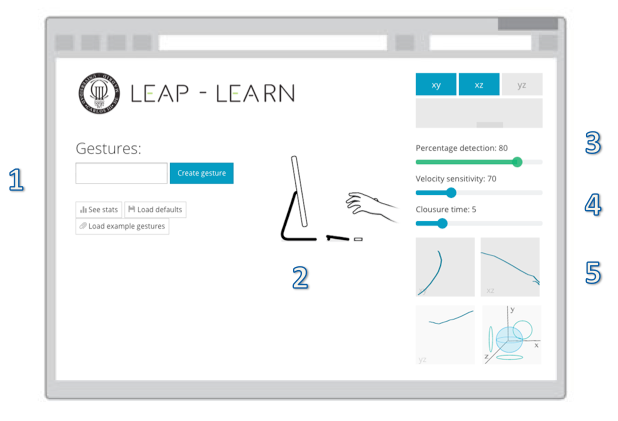 LEAP - LEARN
Gestures:
Create gesture
See stats
Load defaults
Load example gestures
xy
xz
yz
Percentage detection: 80
Velocity sensitivity: 70
Clousure time: 5
xz
yz
y
x
z
1
2
3
4
5